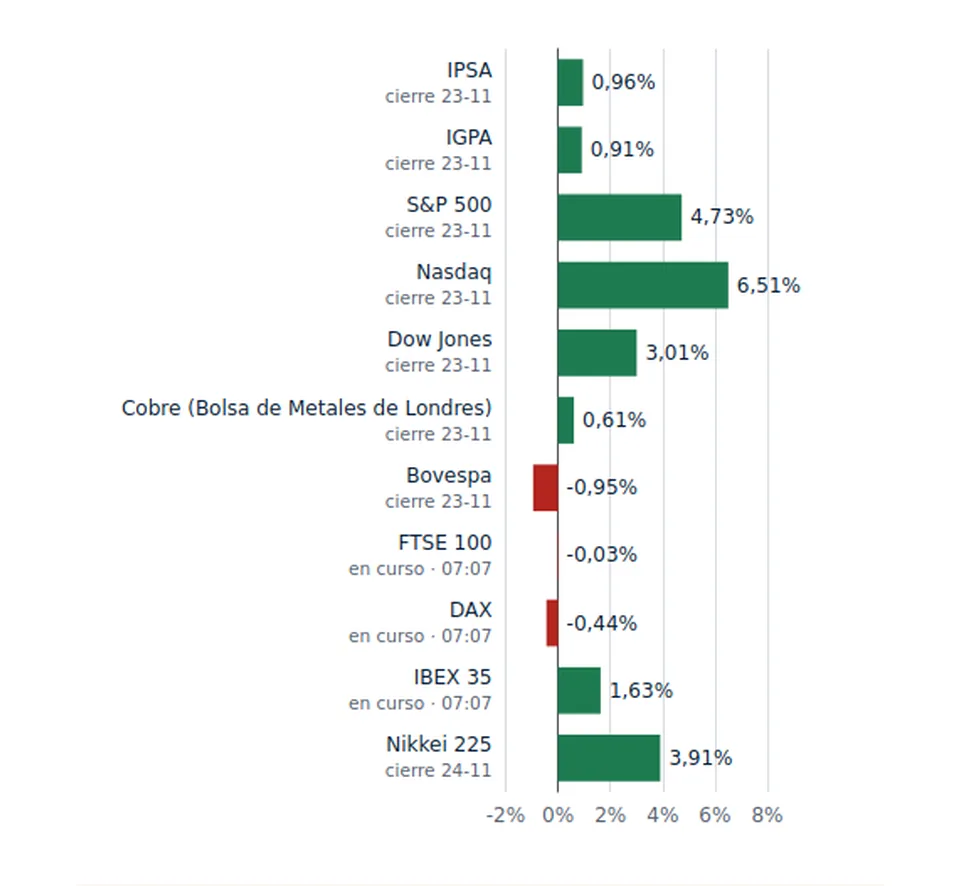 IPSA
cierre 23-11
0,96%
IGPA
cierre 23-11
0,91%
S&P 500
cierre 23-11
4,73%
Nasdaq
cierre 23-11
6,51%
Dow Jones
cierre 23-11
3,01%
Cobre (Bolsa de Metales de Londres)
cierre 23-11
0,61%
Bovespa
cierre 23-11
-0,95%
FTSE 100
en curso · 07:07
-0,03%
DAX
en curso · 07:07
-0,44%
IBEX 35
en curso · 07:07
1,63%
Nikkei 225
cierre 24-11
3,91%
-2% 0% 2% 4% 6% 8%